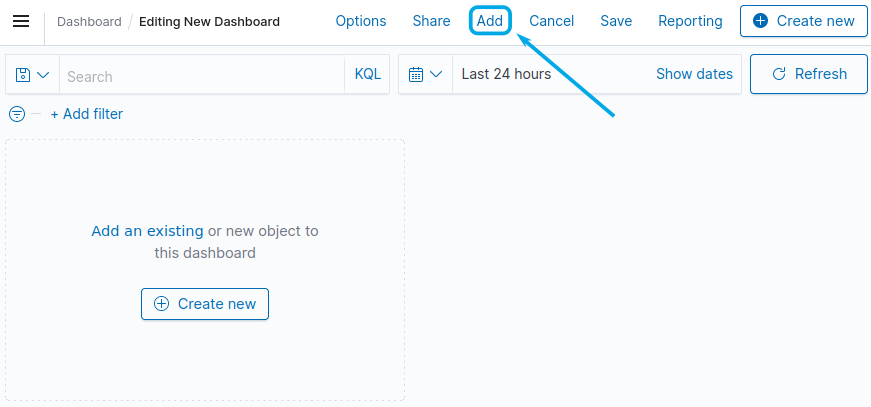 Dashboard / Editing New Dashboard Options Share Add Cancel Save Reporting Create new
Search KQL Last 24 hours Show dates Refresh
+ Add filter
Add an existing or new object to
this dashboard
Create new